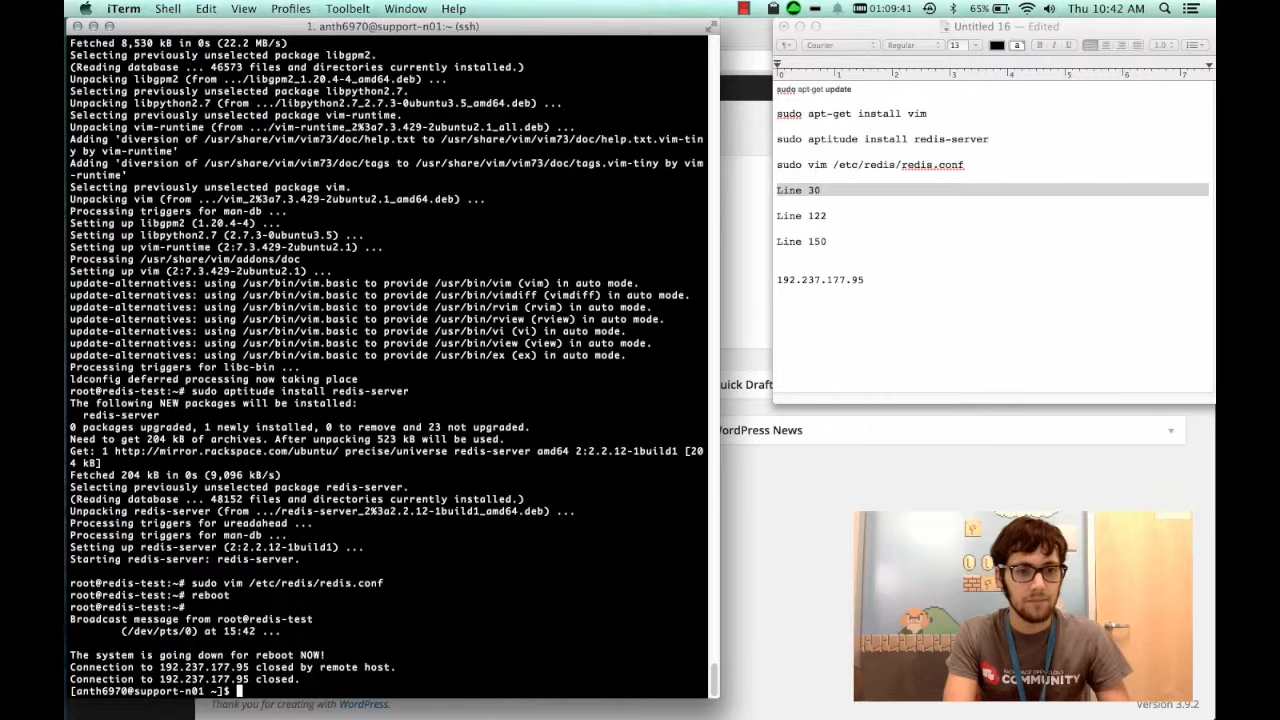 iTerm Shell Edit View Profiles Toolbelt Window Help
01:09:41 65% Thu 10:42 AM
1. anth6970@support-n01:~ (ssh)
Fetched 8,530 kB in 0s (22.2 MB/s)
Selecting previously unselected package libgpm2.
(Reading database ... 46573 files and directories currently installed.)
Unpacking libgpm2 (from .../libgpm2_1.20.4-4_amd64.deb) ...
Selecting previously unselected package libpython2.7.
Unpacking libpython2.7 (from .../libpython2.7_2.7.3-0ubuntu3.5_amd64.deb) ...
Selecting previously unselected package vim-runtime.
Unpacking vim-runtime (from .../vim-runtime_2%3a7.3.429-2ubuntu2.1_all.deb) ...
Adding 'diversion of /usr/share/vim/vim73/doc/help.txt to /usr/share/vim/vim73/doc/help.txt.vim-tin
y by vim-runtime'
Adding 'diversion of /usr/share/vim/vim73/doc/tags to /usr/share/vim/vim73/doc/tags.vim-tiny by vim
-runtime'
Selecting previously unselected package vim.
Unpacking vim (from .../vim_2%3a7.3.429-2ubuntu2.1_amd64.deb) ...
Processing triggers for man-db ...
Setting up libgpm2 (1.20.4-4) ...
Setting up libpython2.7 (2.7.3-0ubuntu3.5) ...
Setting up vim-runtime (2:7.3.429-2ubuntu2.1) ...
Processing /usr/share/vim/addons/doc
Setting up vim (2:7.3.429-2ubuntu2.1) ...
update-alternatives: using /usr/bin/vim.basic to provide /usr/bin/vim (vim) in auto mode.
update-alternatives: using /usr/bin/vim.basic to provide /usr/bin/vimdiff (vimdiff) in auto mode.
update-alternatives: using /usr/bin/vim.basic to provide /usr/bin/rvim (rvim) in auto mode.
update-alternatives: using /usr/bin/vim.basic to provide /usr/bin/rview (rview) in auto mode.
update-alternatives: using /usr/bin/vim.basic to provide /usr/bin/vi (vi) in auto mode.
update-alternatives: using /usr/bin/vim.basic to provide /usr/bin/view (view) in auto mode.
update-alternatives: using /usr/bin/vim.basic to provide /usr/bin/ex (ex) in auto mode.
Processing triggers for libc-bin ...
ldconfig deferred processing now taking place
root@redis-test:~# sudo aptitude install redis-server
The following NEW packages will be installed:
redis-server
0 packages upgraded, 1 newly installed, 0 to remove and 23 not upgraded.
Need to get 204 kB of archives. After unpacking 523 kB will be used.
Get: 1 http://mirror.rackspace.com/ubuntu/ precise/universe redis-server amd64 2:2.2.12-1build1 [20
4 kB]
Fetched 204 kB in 0s (9,096 kB/s)
Selecting previously unselected package redis-server.
(Reading database ... 48152 files and directories currently installed.)
Unpacking redis-server (from .../redis-server_2%3a2.2.12-1build1_amd64.deb) ...
Processing triggers for ureadahead ...
Processing triggers for man-db ...
Setting up redis-server (2:2.2.12-1build1) ...
Starting redis-server: redis-server.
root@redis-test:~# sudo vim /etc/redis/redis.conf
root@redis-test:~# reboot
root@redis-test:~#
Broadcast message from root@redis-test
(/dev/pts/0) at 15:42 ...
The system is going down for reboot NOW!
Connection to 192.237.177.95 closed by remote host.
Connection to 192.237.177.95 closed.
[anth6970@support-n01 ~]$
Untitled 16 — Edited
Courier Regular 13 a B I U 1.0
0 1 2 3 4 5 6 7
sudo apt-get update
sudo apt-get install vim
sudo aptitude install redis-server
sudo vim /etc/redis/redis.conf
Line 30
Line 122
Line 150
192.237.177.95
uick Draft
WordPress News
COMMUNITY
Thank you for creating with WordPress.
Version 3.9.2